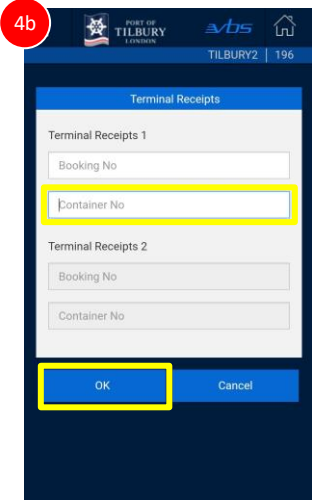 4b
PORT OF
TILBURY
LONDON
vbs
TILBURY2 | 196
Terminal Receipts
Terminal Receipts 1
Booking No
Container No
Terminal Receipts 2
Booking No
Container No
OK
Cancel